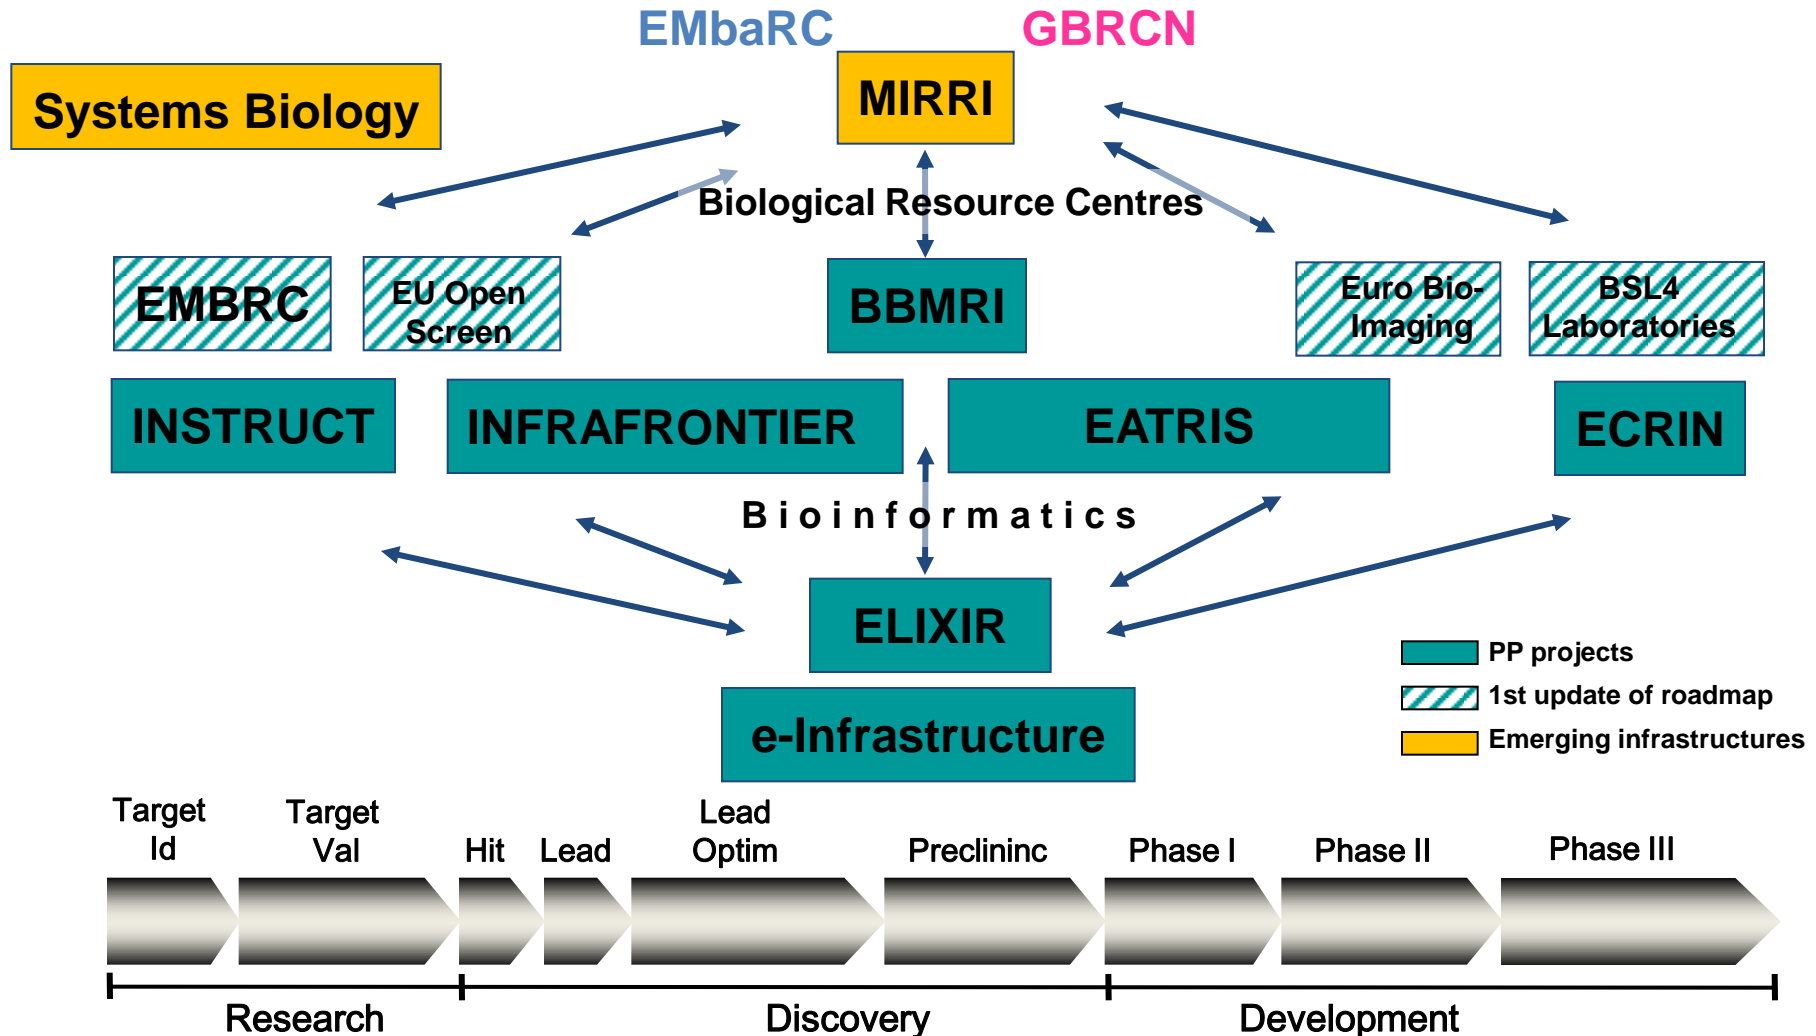 EMbaRC GBRCN
Systems Biology
MIRRI
Biological Resource Centres
EMBRC
EU Open
Screen
BBMRI
Euro Bio-
Imaging
BSL4
Laboratories
INSTRUCT
INFRAFRONTIER
EATRIS
ECRIN
Bioinformatics
ELIXIR
e-Infrastructure
PP projects
1st update of roadmap
Emerging infrastructures
Target
Id
Target
Val
Hit
Lead
Lead
Optim
Preclininc
Phase I
Phase II
Phase III
Research
Discovery
Development